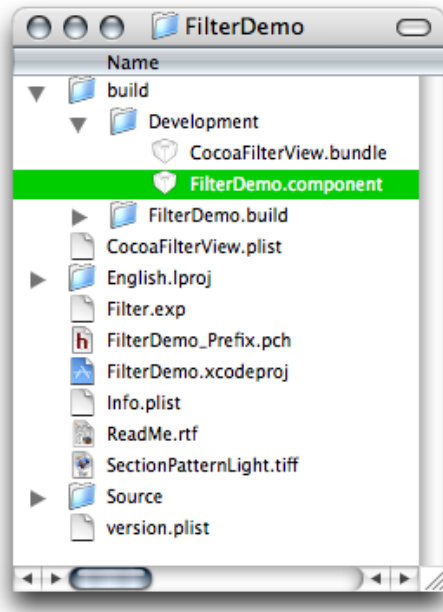 FilterDemo
Name
build
Development
CocoaFilterView.bundle
FilterDemo.component
FilterDemo.build
CocoaFilterView.plist
English.lproj
Filter.exp
h FilterDemo_Prefix.pch
FilterDemo.xcodeproj
Info.plist
ReadMe.rtf
SectionPatternLight.tiff
Source
version.plist